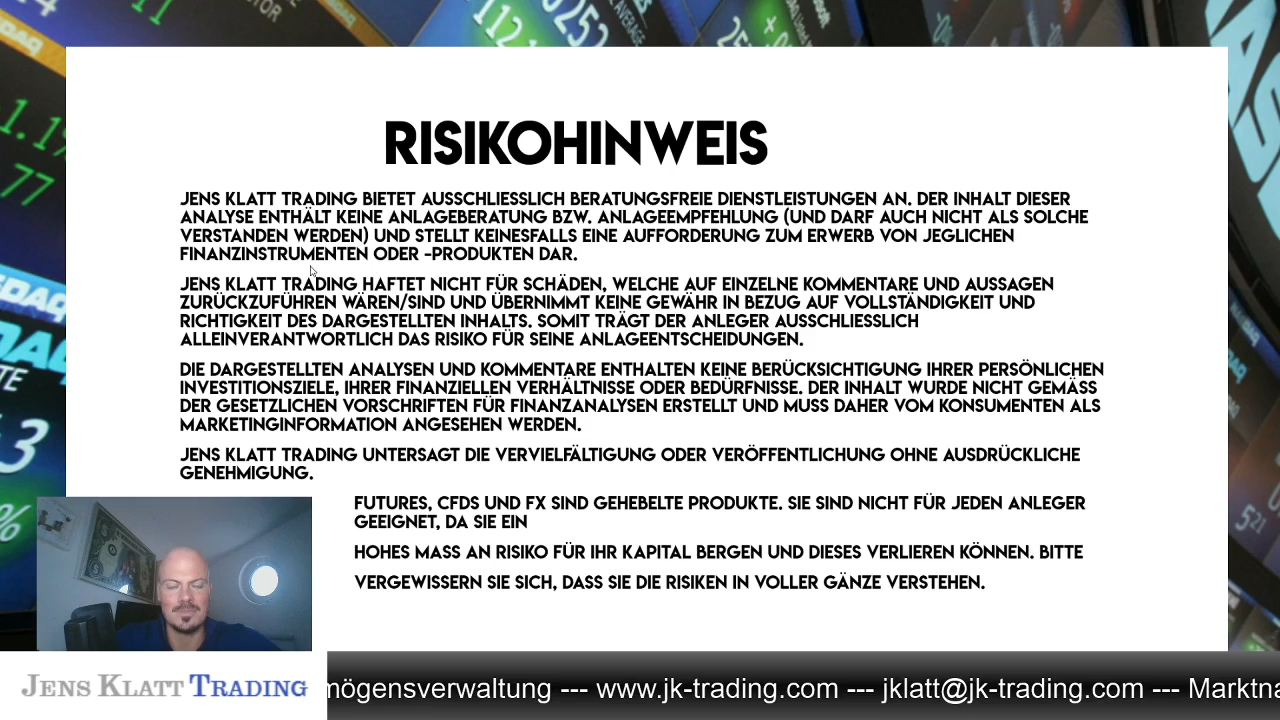 RISIKOHINWEIS
JENS KLATT TRADING BIETET AUSSCHLIESSLICH BERATUNGSFREIE DIENSTLEISTUNGEN AN. DER INHALT DIESER
ANALYSE ENTHÄLT KEINE ANLAGEBERATUNG BZW. ANLAGEEMPFEHLUNG (UND DARF AUCH NICHT ALS SOLCHE
VERSTANDEN WERDEN) UND STELLT KEINESFALLS EINE AUFFORDERUNG ZUM ERWERB VON JEGLICHEN
FINANZINSTRUMENTEN ODER -PRODUKTEN DAR.
JENS KLATT TRADING HAFTET NICHT FÜR SCHÄDEN, WELCHE AUF EINZELNE KOMMENTARE UND AUSSAGEN
ZURÜCKZUFÜHREN WÄREN/SIND UND ÜBERNIMMT KEINE GEWÄHR IN BEZUG AUF VOLLSTÄNDIGKEIT UND
RICHTIGKEIT DES DARGESTELLTEN INHALTS. SOMIT TRÄGT DER ANLEGER AUSSCHLIESSLICH
ALLEINVERANTWORTLICH DAS RISIKO FÜR SEINE ANLAGEENTSCHEIDUNGEN.
DIE DARGESTELLTEN ANALYSEN UND KOMMENTARE ENTHALTEN KEINE BERÜCKSICHTIGUNG IHRER PERSÖNLICHEN
INVESTITIONSZIELE, IHRER FINANZIELLEN VERHÄLTNISSE ODER BEDÜRFNISSE. DER INHALT WURDE NICHT GEMÄSS
DER GESETZLICHEN VORSCHRIFTEN FÜR FINANZANALYSEN ERSTELLT UND MUSS DAHER VOM KONSUMENTEN ALS
MARKETINGINFORMATION ANGESEHEN WERDEN.
JENS KLATT TRADING UNTERSAGT DIE VERVIELFÄLTIGUNG ODER VERÖFFENTLICHUNG OHNE AUSDRÜCKLICHE
GENEHMIGUNG.
FUTURES, CFDS UND FX SIND GEHEBELTE PRODUKTE. SIE SIND NICHT FÜR JEDEN ANLEGER
GEEIGNET, DA SIE EIN
HOHES MASS AN RISIKO FÜR IHR KAPITAL BERGEN UND DIESES VERLIEREN KÖNNEN. BITTE
VERGEWISSERN SIE SICH, DASS SIE DIE RISIKEN IN VOLLER GÄNZE VERSTEHEN.
JENS KLATT TRADING
mögensverwaltung --- www.jk-trading.com --- jklatt@jk-trading.com --- Marktna